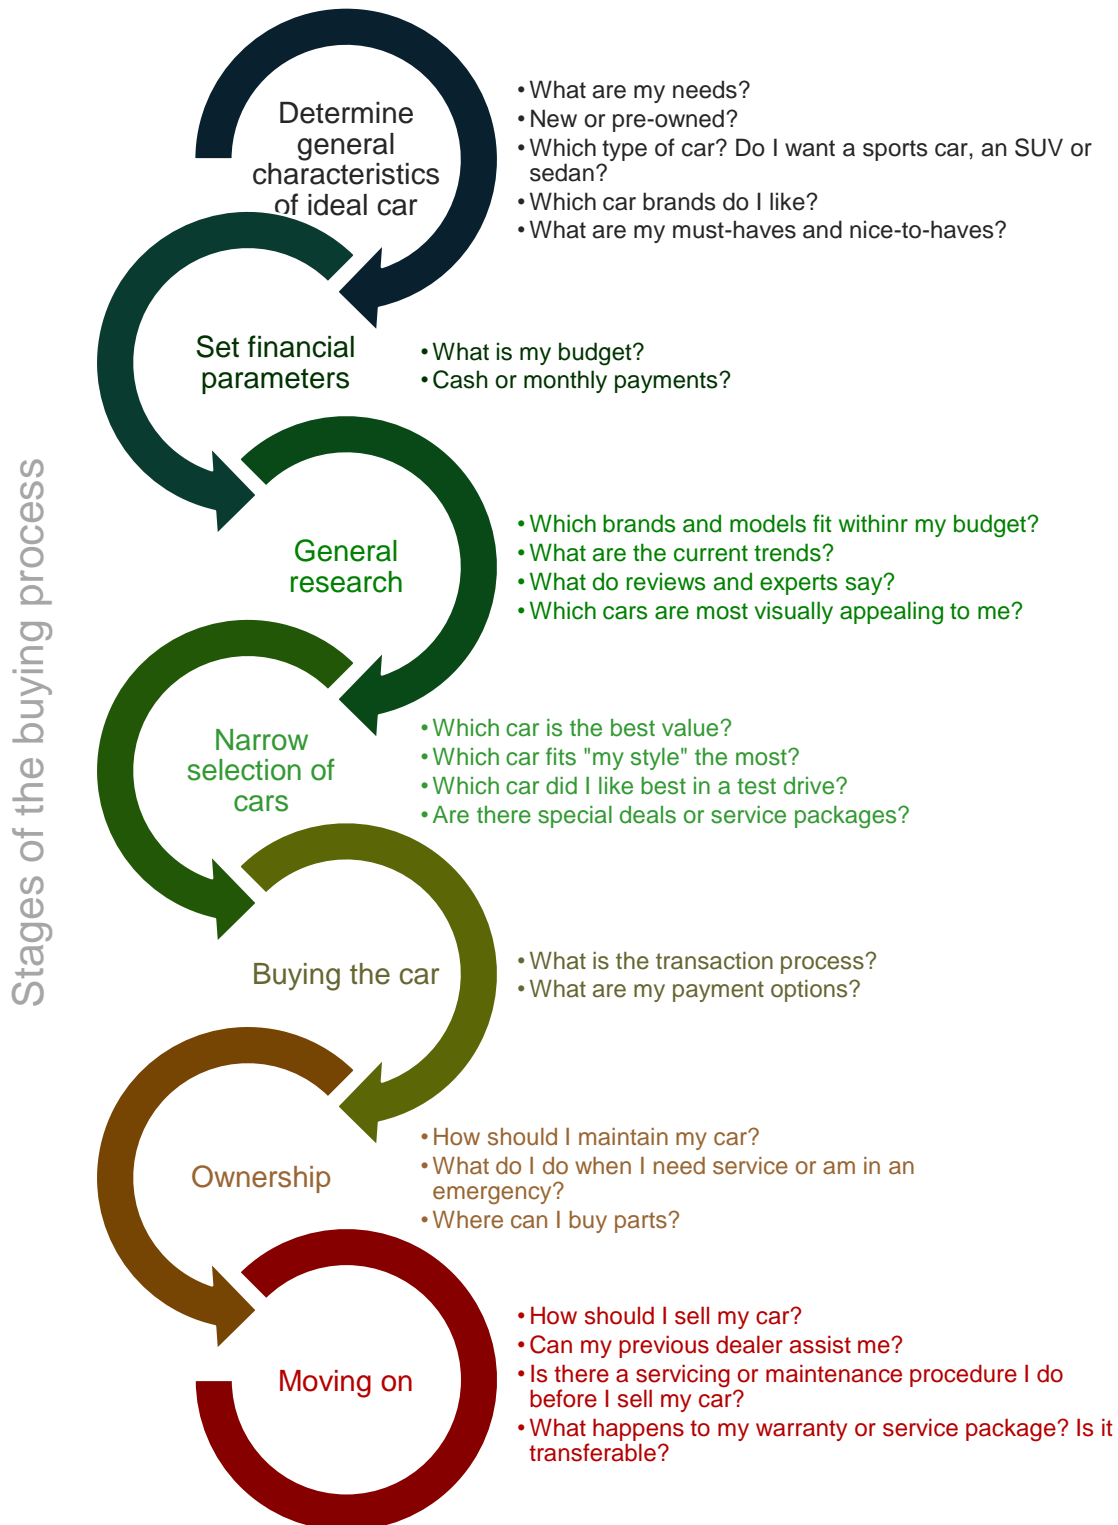 Stages of the buying process
Determine
general
characteristics
of ideal car
• What are my needs?
• New or pre-owned?
• Which type of car? Do I want a sports car, an SUV or
sedan?
• Which car brands do I like?
• What are my must-haves and nice-to-haves?
Set financial
parameters
• What is my budget?
• Cash or monthly payments?
General
research
• Which brands and models fit withinr my budget?
• What are the current trends?
• What do reviews and experts say?
• Which cars are most visually appealing to me?
Narrow
selection of
cars
• Which car is the best value?
• Which car fits "my style" the most?
• Which car did I like best in a test drive?
• Are there special deals or service packages?
Buying the car
• What is the transaction process?
• What are my payment options?
Ownership
• How should I maintain my car?
• What do I do when I need service or am in an
emergency?
• Where can I buy parts?
Moving on
• How should I sell my car?
• Can my previous dealer assist me?
• Is there a servicing or maintenance procedure I do
before I sell my car?
• What happens to my warranty or service package? Is it
transferable?